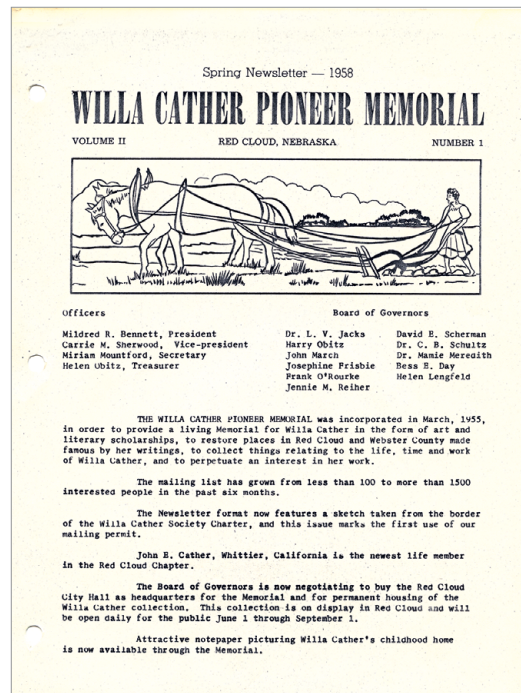 Spring Newsletter — 1958
WILLA CATHER PIONEER MEMORIAL
VOLUME II RED CLOUD, NEBRASKA NUMBER 1
Officers Board of Governors
Mildred R. Bennett, President Dr. L. V. Jacks David E. Scherman
Carrie M. Sherwood, Vice-president Harry Obitz Dr. C. B. Schultz
Miriam Mountford, Secretary John March Dr. Mamie Meredith
Helen Obitz, Treasurer Josephine Frisbie Bess E. Day
Frank O'Rourke Helen Lengfeld
Jennie M. Reiher
THE WILLA CATHER PIONEER MEMORIAL was incorporated in March, 1955,
in order to provide a living Memorial for Willa Cather in the form of art and
literary scholarships, to restore places in Red Cloud and Webster County made
famous by her writings, to collect things relating to the life, time and work
of Willa Cather, and to perpetuate an interest in her work.
The mailing list has grown from less than 100 to more than 1500
interested people in the past six months.
The Newsletter format now features a sketch taken from the border
of the Willa Cather Society Charter, and this issue marks the first use of our
mailing permit.
John E. Cather, Whittier, California is the newest life member
in the Red Cloud Chapter.
The Board of Governors is now negotiating to buy the Red Cloud
City Hall as headquarters for the Memorial and for permanent housing of the
Willa Cather collection. This collection is on display in Red Cloud and will
be open daily for the public June 1 through September 1.
Attractive notepaper picturing Willa Cather's childhood home
is now available through the Memorial.